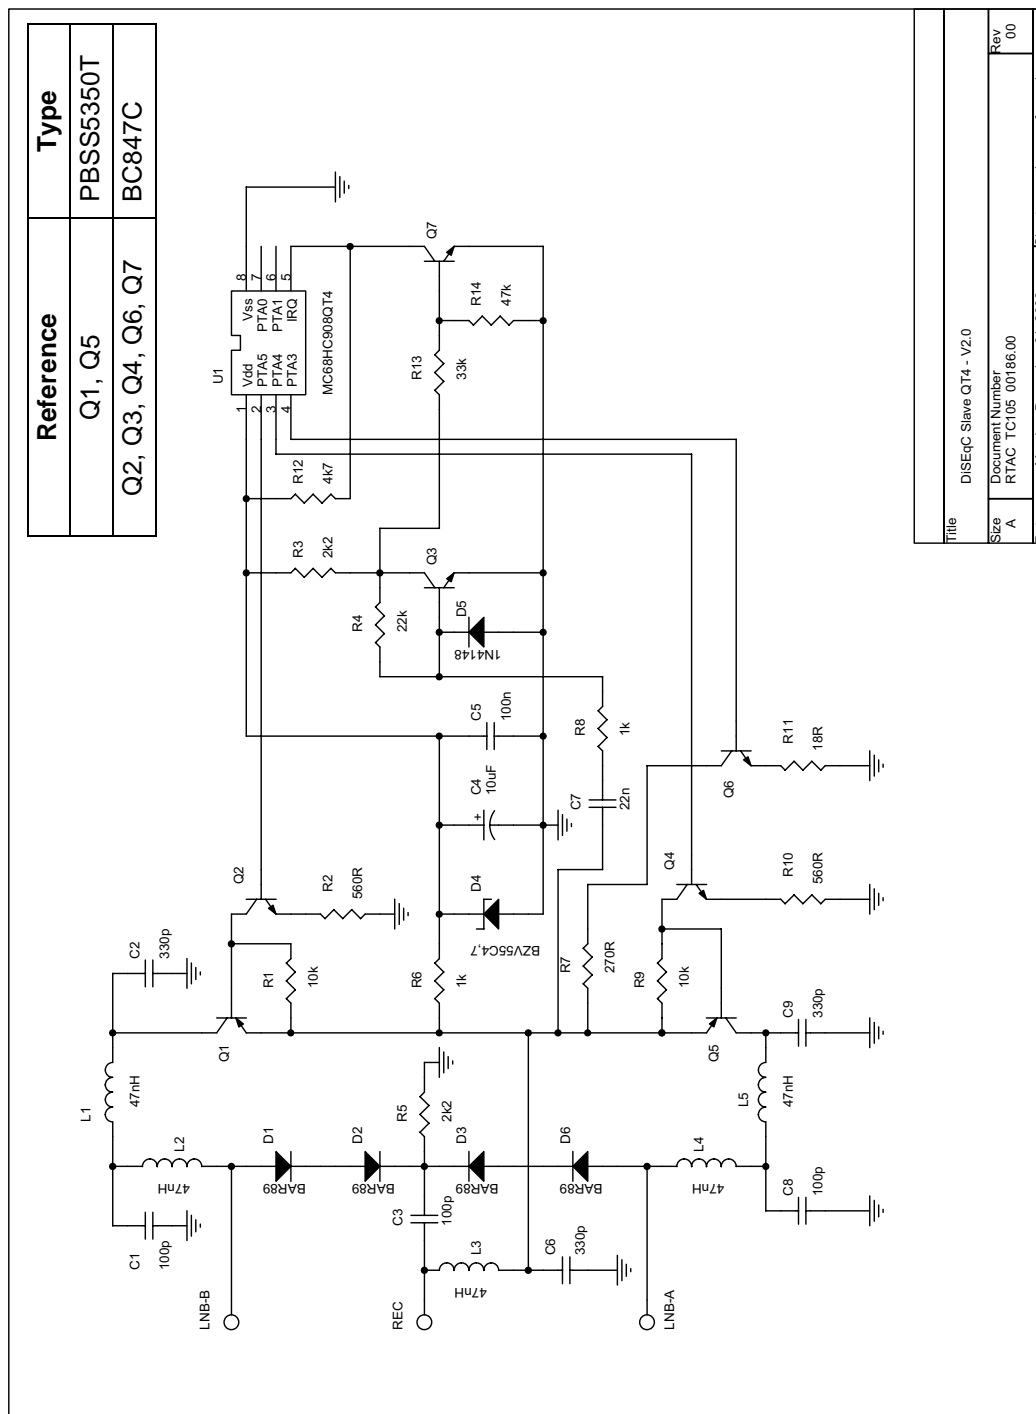 Reference Type
Q1, Q5 PBSS5350T
Q2, Q3, Q4, Q6, Q7 BC847C
U1
1 Vdd Vss 8
2 PTA5 PTA0 7
3 PTA4 PTA1 6
4 PTA3 IRQ 5
MC68HC908QT4
C2
330p
L1
47nH
Q1
R1
10k
Q2
R2
560R
R3
2k2
R12
4k7
L2
47nH
C1
100p
LNB-B
D1
BAR89
D2
BAR89
R5
2k2
R6
1k
D4
BZV55C4,7
C4
10uF
+
C5
100n
R4
22k
Q3
D5
1N4148
R13
33k
R14
47k
Q7
REC
C3
100p
L3
47nH
C6
330p
D3
BAR89
D6
BAR89
R7
270R
C7
22n
R8
1k
R9
10k
Q4
R10
560R
Q5
Q6
R11
18R
LNB-A
L4
47nH
C8
100p
L5
47nH
C9
330p
Title
DiSEqC Slave QT4 - V2.0
Size Document Number Rev
A RTAC TC105 00186.00 00